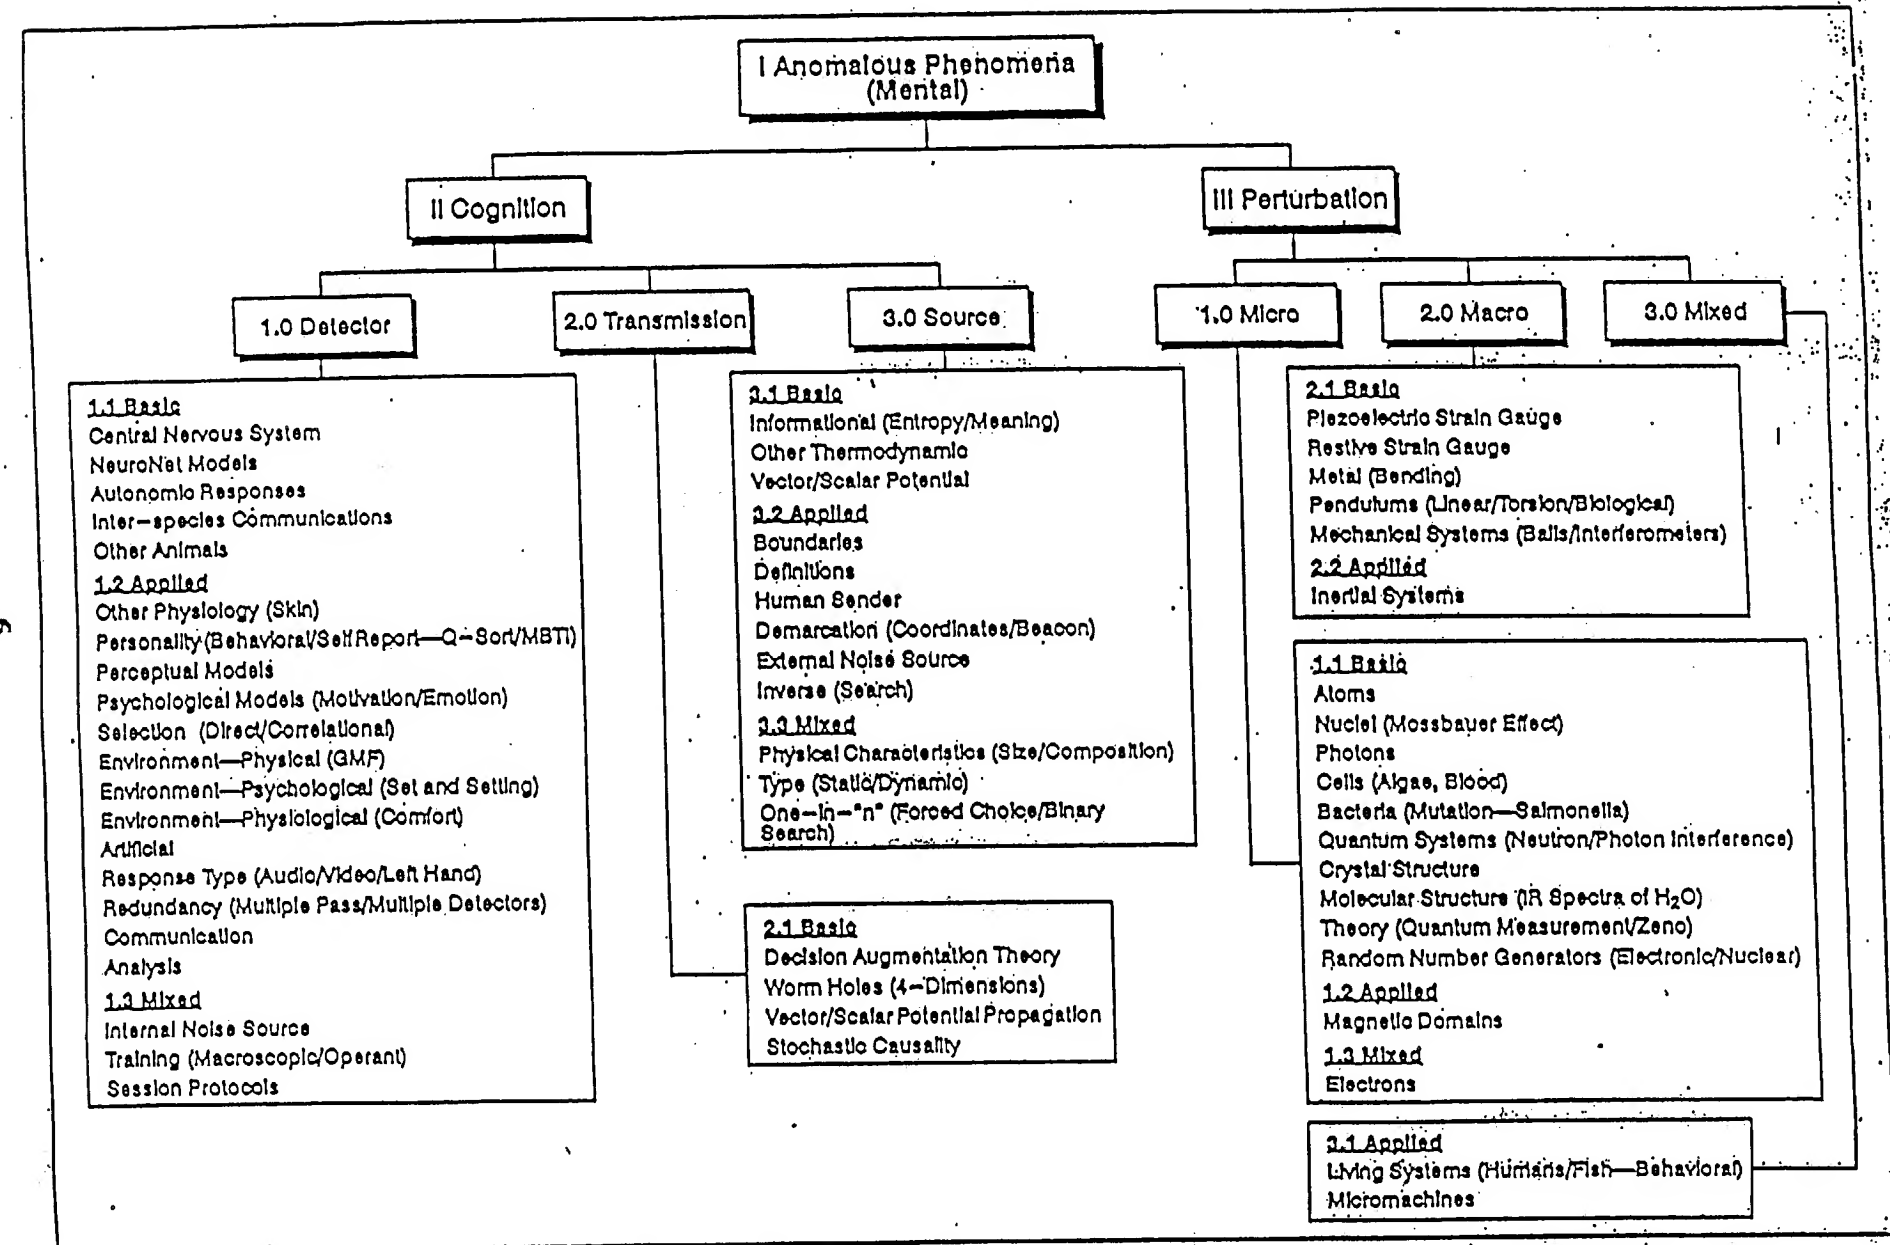 I Anomalous Phenomena
(Mental)
II Cognition
III Perturbation
1.0 Detector
2.0 Transmission
3.0 Source
1.0 Micro
2.0 Macro
3.0 Mixed
1.1 Basic
Central Nervous System
NeuroNet Models
Autonomic Responses
Inter-species Communications
Other Animals
1.2 Applied
Other Physiology (Skin)
Personality(Behavioral/Self Report—Q-Sort/MBTI)
Perceptual Models
Psychological Models (Motivation/Emotion)
Selection (Direct/Correlational)
Environment—Physical (GMF)
Environment—Psychological (Set and Setting)
Environment—Physiological (Comfort)
Artificial
Response Type (Audio/Video/Left Hand)
Redundancy (Multiple Pass/Multiple Detectors)
Communication
Analysis
1.3 Mixed
Internal Noise Source
Training (Macroscopic/Operant)
Session Protocols
3.1 Basic
Informational (Entropy/Meaning)
Other Thermodynamic
Vector/Scalar Potential
3.2 Applied
Boundaries
Definitions
Human Sender
Demarcation (Coordinates/Beacon)
External Noise Source
Inverse (Search)
3.3 Mixed
Physical Characteristics (Size/Composition)
Type (Static/Dynamic)
One-in-"n" (Forced Choice/Binary
Search)
2.1 Basic
Decision Augmentation Theory
Worm Holes (4-Dimensions)
Vector/Scalar Potential Propagation
Stochastic Causality
2.1 Basic
Piezoelectric Strain Gauge
Restive Strain Gauge
Metal (Bending)
Pendulums (Linear/Torsion/Biological)
Mechanical Systems (Balls/Interferometers)
2.2 Applied
Inertial Systems
1.1 Basic
Atoms
Nuclei (Mossbauer Effect)
Photons
Cells (Algae, Blood)
Bacteria (Mutation—Salmonella)
Quantum Systems (Neutron/Photon Interference)
Crystal Structure
Molecular Structure (IR Spectra of H₂O)
Theory (Quantum Measurement/Zeno)
Random Number Generators (Electronic/Nuclear)
1.2 Applied
Magnetic Domains
1.3 Mixed
Electrons
3.1 Applied
Living Systems (Humans/Fish—Behavioral)
Micromachines